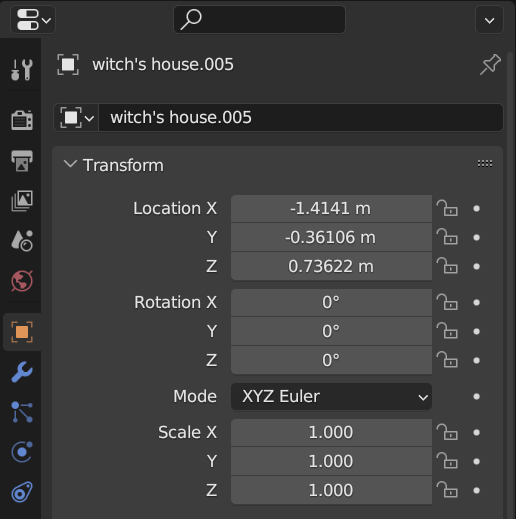 witch's house.005
witch's house.005
Transform
Location X -1.4141 m
Y -0.36106 m
Z 0.73622 m
Rotation X 0°
Y 0°
Z 0°
Mode XYZ Euler
Scale X 1.000
Y 1.000
Z 1.000